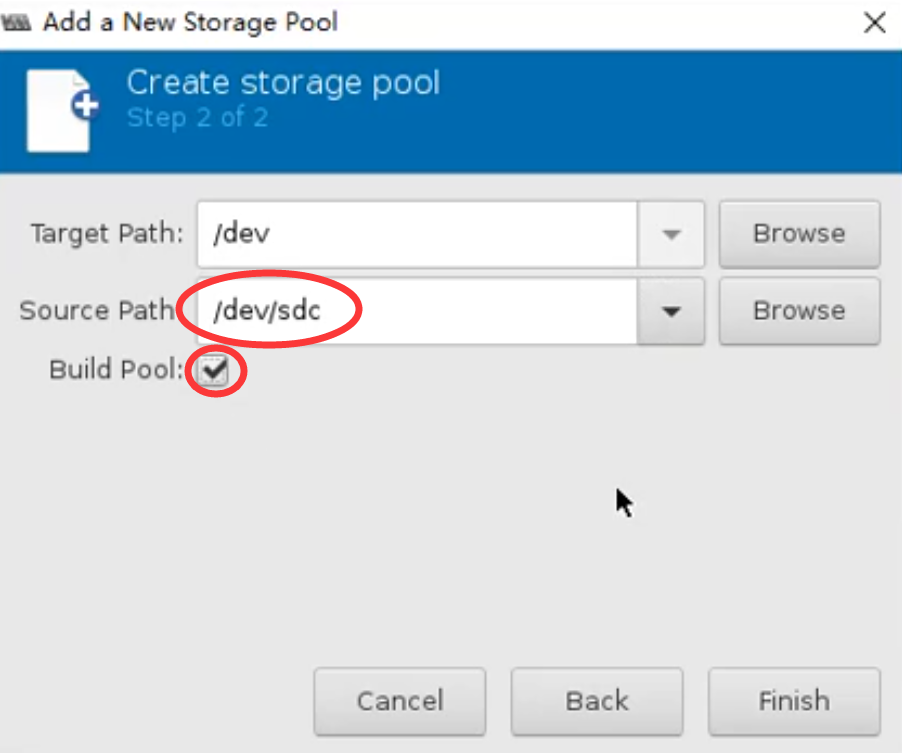 Add a New Storage Pool
Create storage pool
Step 2 of 2
Target Path: /dev Browse
Source Path /dev/sdc Browse
Build Pool:
Cancel Back Finish